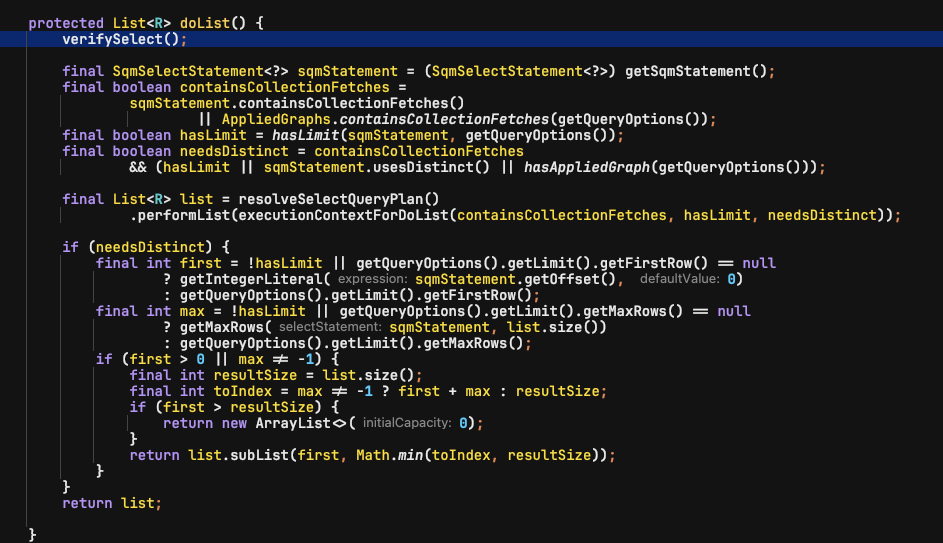 protected List<R> doList() {
verifySelect();
final SqmSelectStatement<?> sqmStatement = (SqmSelectStatement<?>) getSqmStatement();
final boolean containsCollectionFetches =
sqmStatement.containsCollectionFetches()
|| AppliedGraphs.containsCollectionFetches(getQueryOptions());
final boolean hasLimit = hasLimit(sqmStatement, getQueryOptions());
final boolean needsDistinct = containsCollectionFetches
&& (hasLimit || sqmStatement.usesDistinct() || hasAppliedGraph(getQueryOptions()));
final List<R> list = resolveSelectQueryPlan()
.performList(executionContextForDoList(containsCollectionFetches, hasLimit, needsDistinct));
if (needsDistinct) {
final int first = !hasLimit || getQueryOptions().getLimit().getFirstRow() == null
? getIntegerLiteral( expression: sqmStatement.getOffset(), defaultValue: 0)
: getQueryOptions().getLimit().getFirstRow();
final int max = !hasLimit || getQueryOptions().getLimit().getMaxRows() == null
? getMaxRows( selectStatement: sqmStatement, list.size())
: getQueryOptions().getLimit().getMaxRows();
if (first > 0 || max != -1) {
final int resultSize = list.size();
final int toIndex = max != -1 ? first + max : resultSize;
if (first > resultSize) {
return new ArrayList<>( initialCapacity: 0);
}
return list.subList(first, Math.min(toIndex, resultSize));
}
}
return list;
}